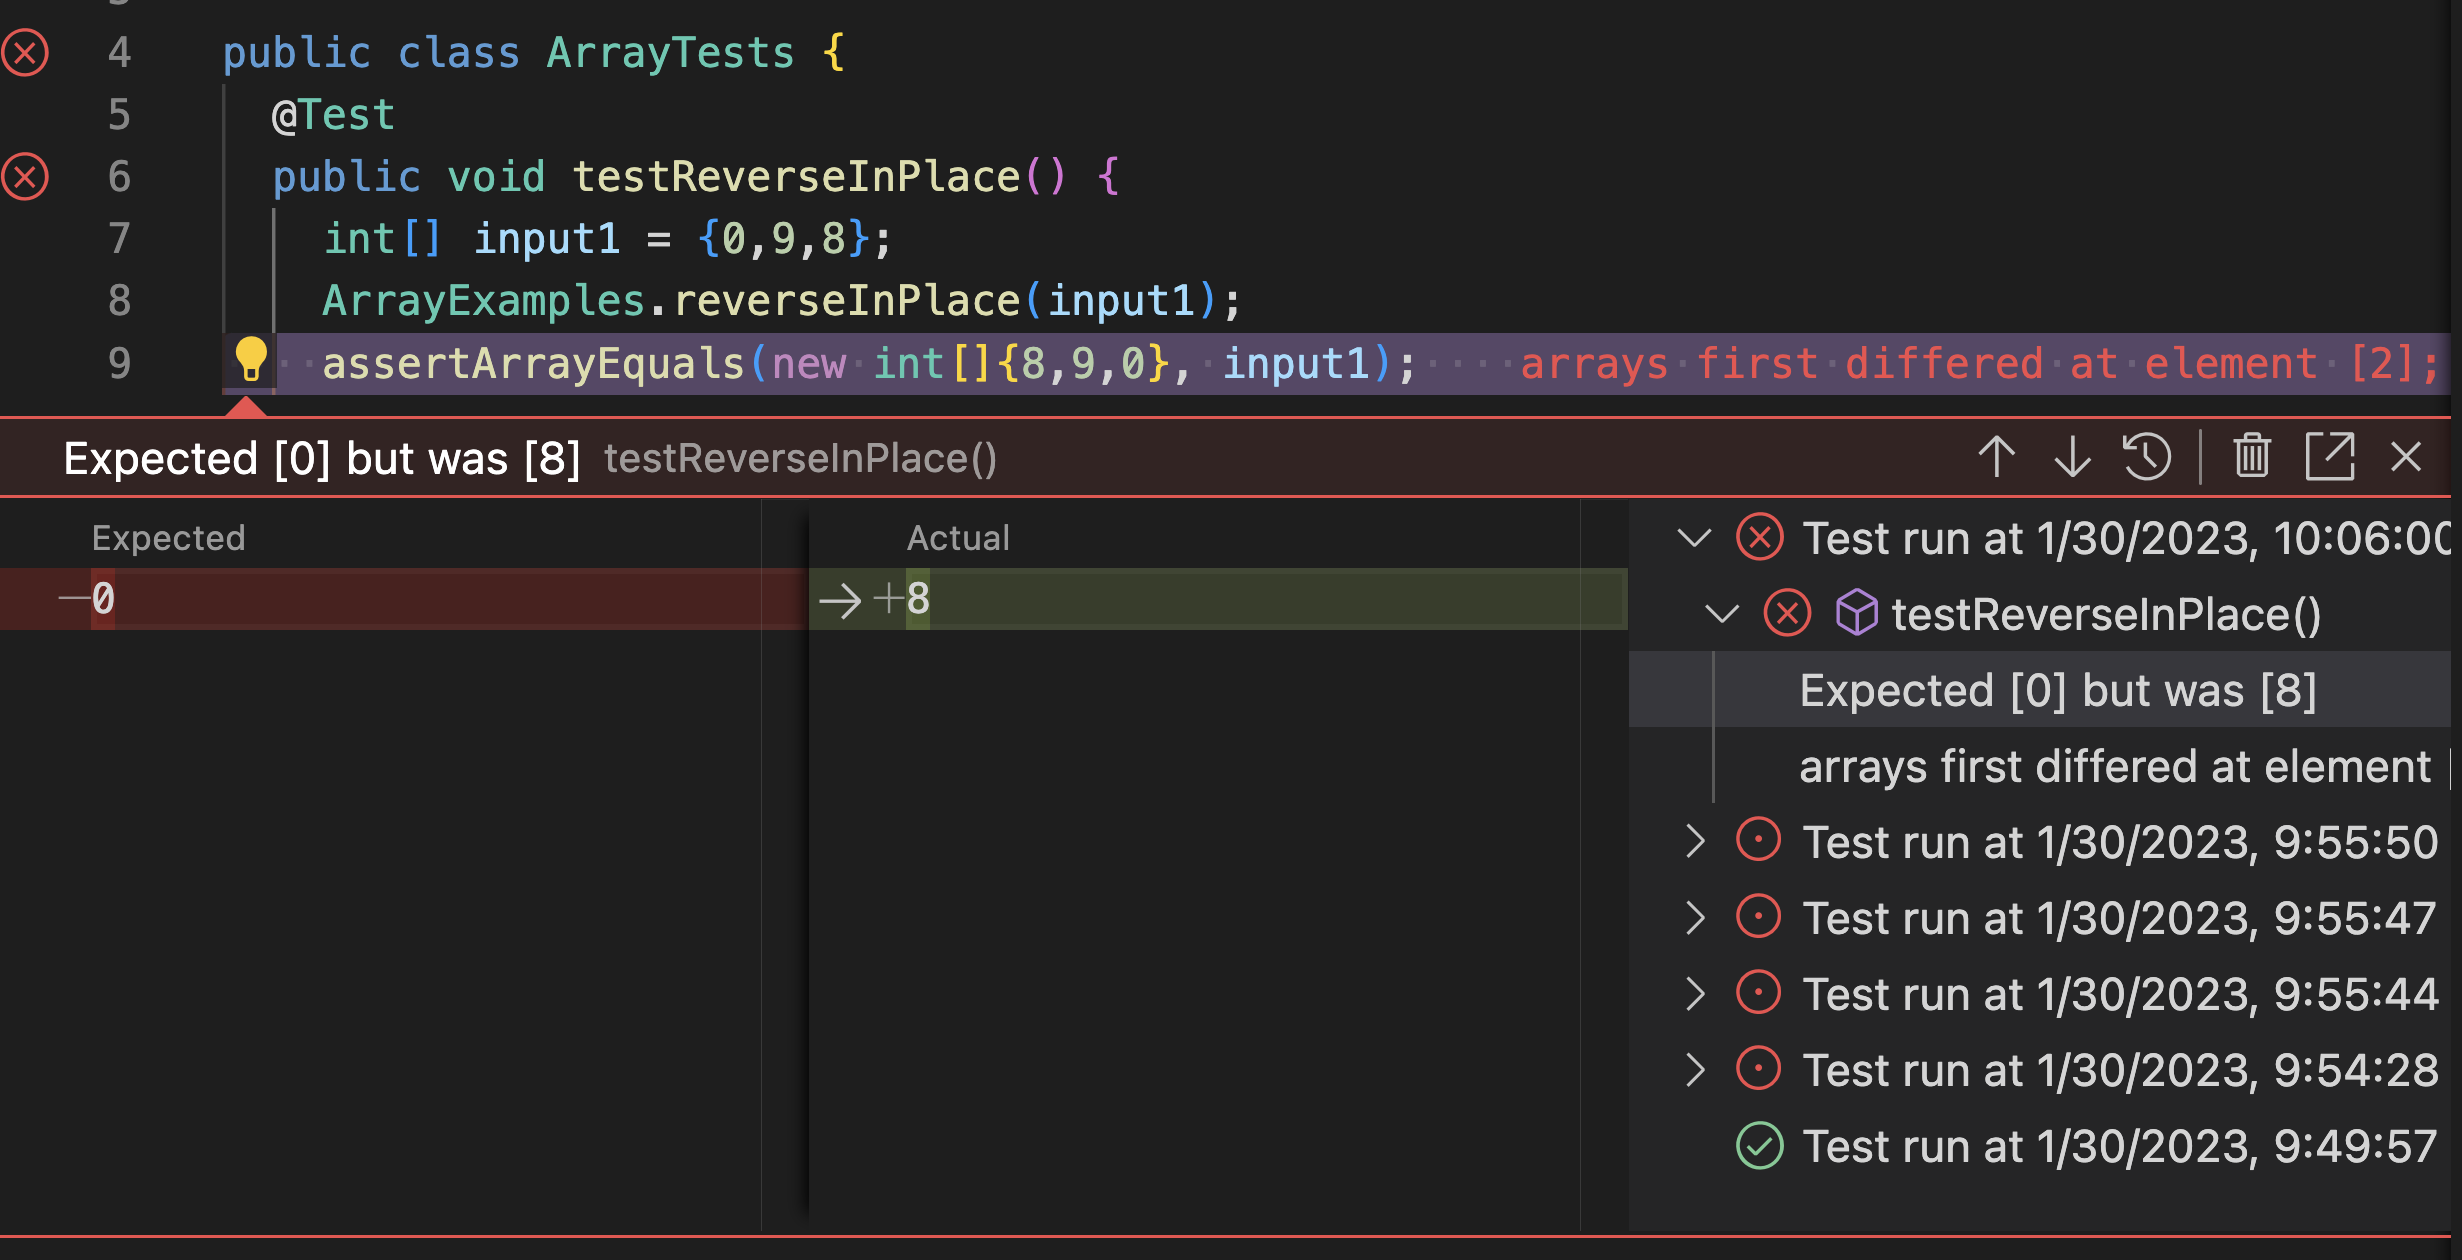 4 public class ArrayTests {
5 @Test
6 public void testReverseInPlace() {
7 int[] input1 = {0,9,8};
8 ArrayExamples.reverseInPlace(input1);
9 assertArrayEquals(new int[]{8,9,0}, input1); arrays first differed at element [2];
Expected [0] but was [8] testReverseInPlace()
Expected
Actual
—0
→ +8
Test run at 1/30/2023, 10:06:00
testReverseInPlace()
Expected [0] but was [8]
arrays first differed at element
Test run at 1/30/2023, 9:55:50
Test run at 1/30/2023, 9:55:47
Test run at 1/30/2023, 9:55:44
Test run at 1/30/2023, 9:54:28
Test run at 1/30/2023, 9:49:57